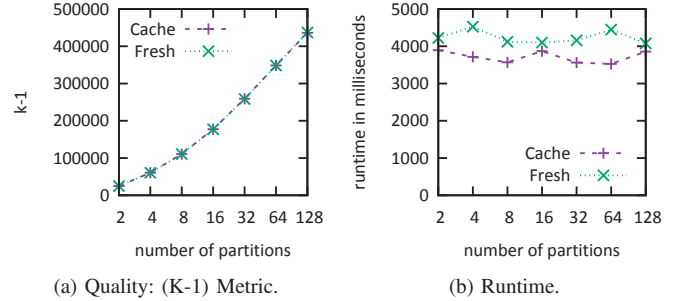 500000
400000
300000
200000
100000
0
k-1
Cache
Fresh
2 4 8 16 32 64 128
number of partitions
(a) Quality: (K-1) Metric.
5000
4000
3000
2000
1000
0
runtime in milliseconds
Cache
Fresh
2 4 8 16 32 64 128
number of partitions
(b) Runtime.